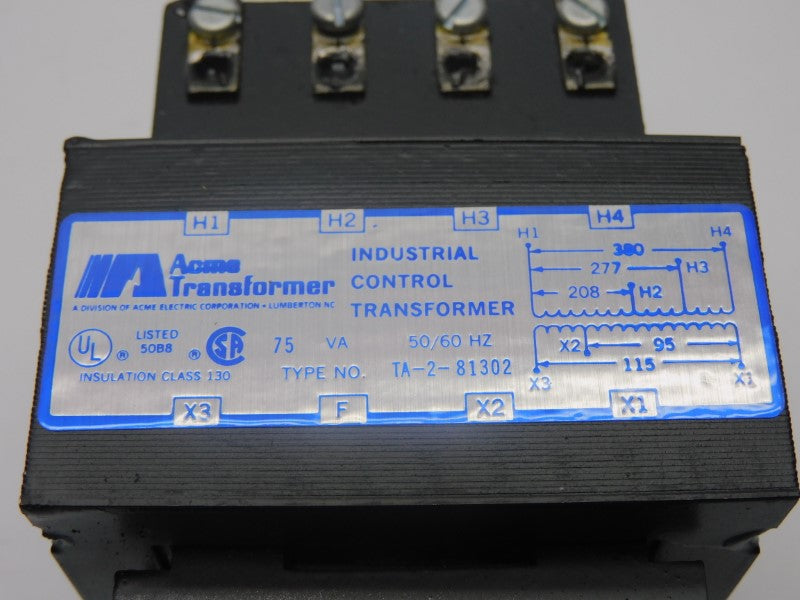 H1 H2 H3 H4
Acme
Transformer
A DIVISION OF ACME ELECTRIC CORPORATION • LUMBERTON NC
INDUSTRIAL
CONTROL
TRANSFORMER
UL ® LISTED 50B8 ® CSA
75 VA 50/60 HZ
INSULATION CLASS 130
TYPE NO. TA-2-81302
H1 380 H4
277 H3
208 H2
X2 95
115
X3 X1
X3 F X2 X1